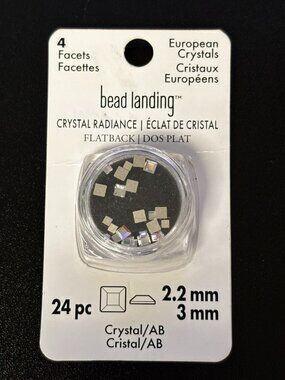 4
Facets
Facettes
European
Crystals
Cristaux
Européens
bead landing™
CRYSTAL RADIANCE | ÉCLAT DE CRISTAL
FLATBACK | DOS PLAT
24 pc
2.2 mm
3 mm
Crystal/AB
Cristal/AB